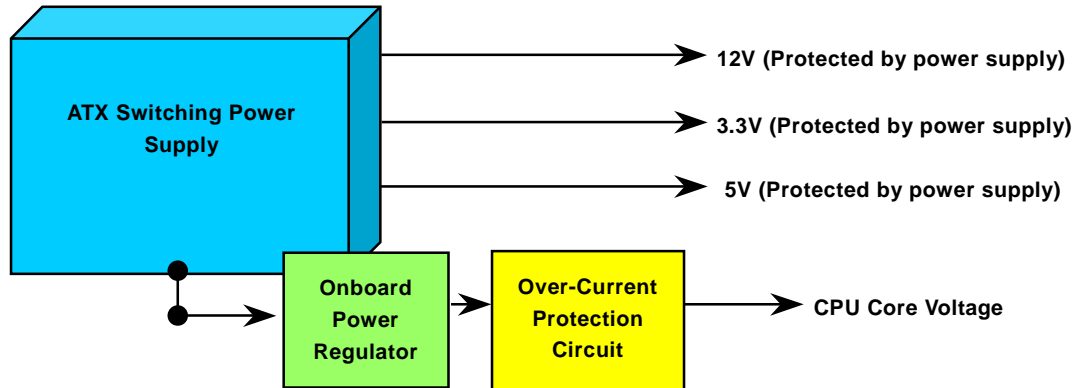 ATX Switching Power
Supply
12V (Protected by power supply)
3.3V (Protected by power supply)
5V (Protected by power supply)
Onboard
Power
Regulator
Over-Current
Protection
Circuit
CPU Core Voltage